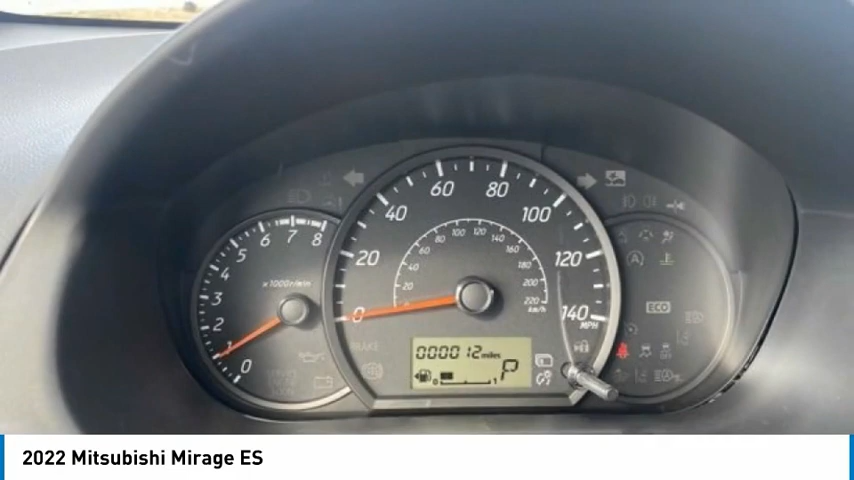 60 80
40 100
20 120
0 140
MPH
80 100 120 140
60 160
40 180
20 200
220
km/h
0 1 2 3 4 5 6 7 8
x1000r/min
BRAKE
ECO
000012 miles
P
0 1
2022 Mitsubishi Mirage ES